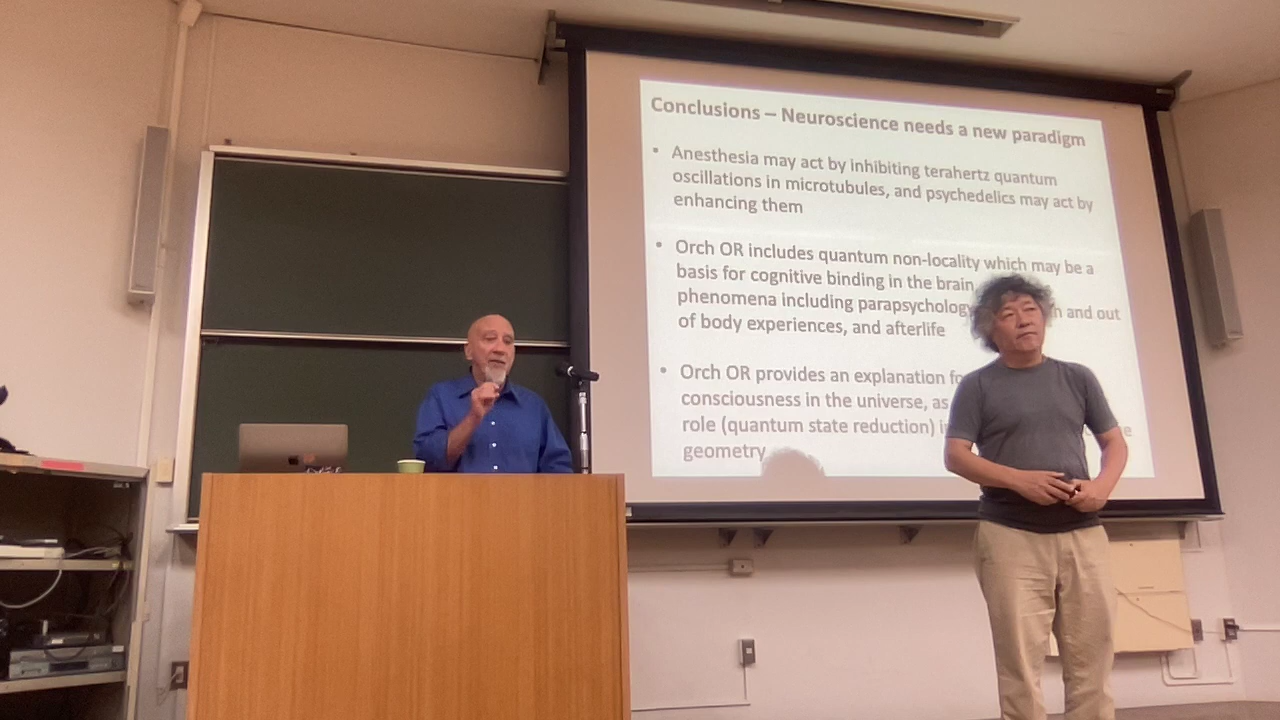 Conclusions – Neuroscience needs a new paradigm
• Anesthesia may act by inhibiting terahertz quantum
oscillations in microtubules, and psychedelics may act by
enhancing them
• Orch OR includes quantum non-locality which may be a
basis for cognitive binding in the brain
phenomena including parapsychology and out
of body experiences, and afterlife
• Orch OR provides an explanation
consciousness in the universe, as
role (quantum state reduction)
geometry